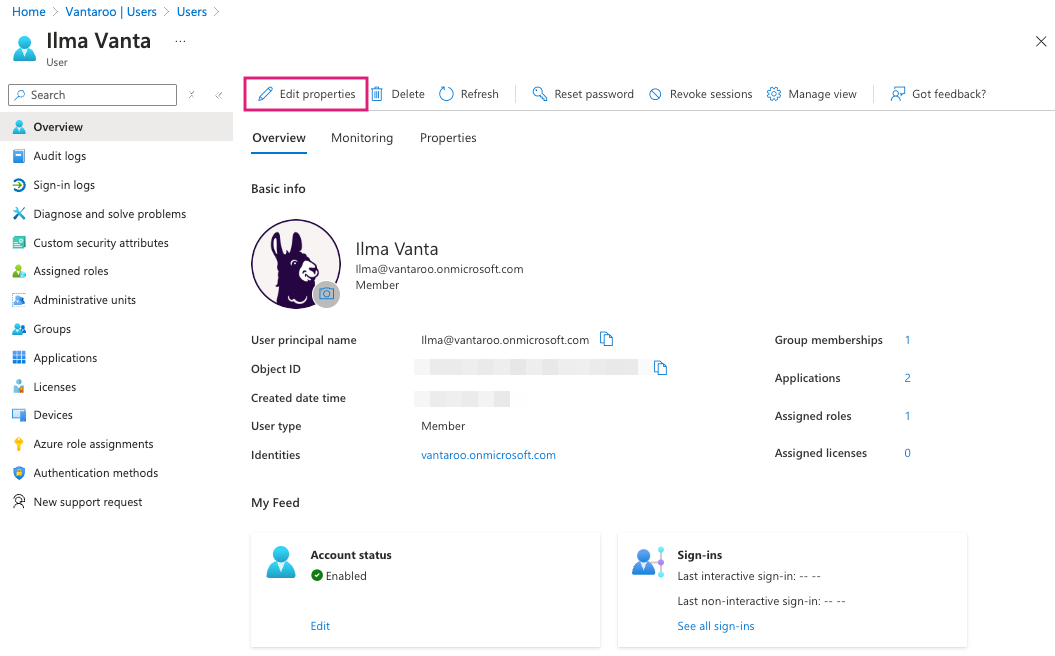 Home > Vantaroo | Users > Users >
Ilma Vanta ...
User
Search
Overview
Audit logs
Sign-in logs
Diagnose and solve problems
Custom security attributes
Assigned roles
Administrative units
Groups
Applications
Licenses
Devices
Azure role assignments
Authentication methods
New support request
Edit properties Delete Refresh Reset password Revoke sessions Manage view Got feedback?
Overview Monitoring Properties
Basic info
Ilma Vanta
Ilma@vantaroo.onmicrosoft.com
Member
User principal name Ilma@vantaroo.onmicrosoft.com
Object ID
Created date time
User type Member
Identities vantaroo.onmicrosoft.com
Group memberships 1
Applications 2
Assigned roles 1
Assigned licenses 0
My Feed
Account status
Enabled
Edit
Sign-ins
Last interactive sign-in: -- --
Last non-interactive sign-in: -- --
See all sign-ins